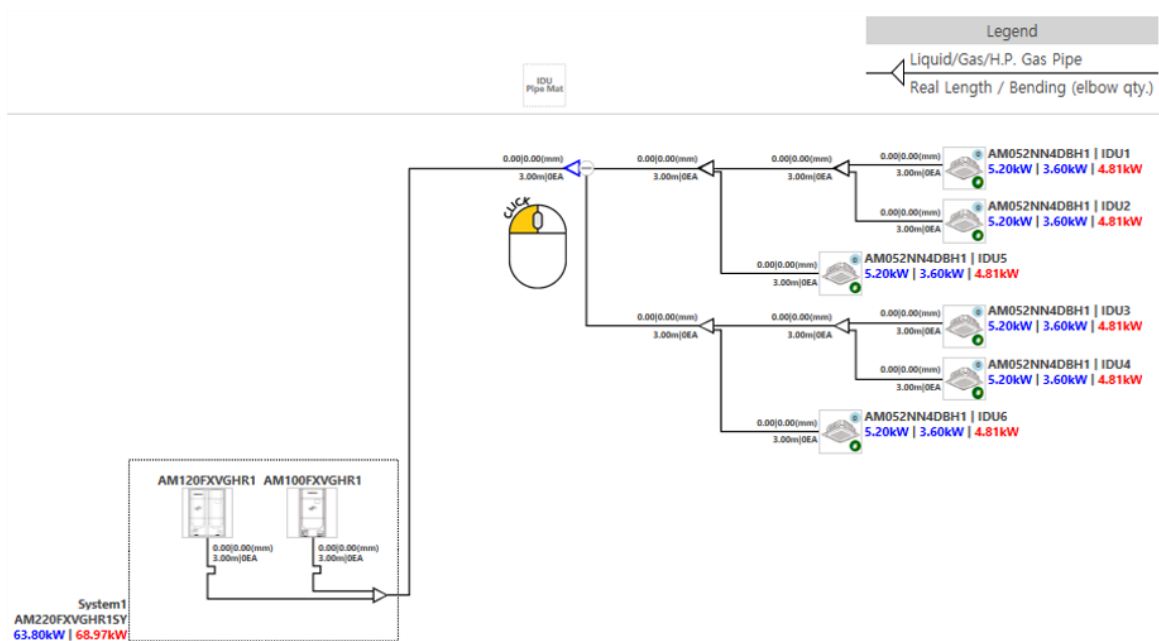 Legend
Liquid/Gas/H.P. Gas Pipe
Real Length / Bending (elbow qty.)
IDU
Pipe Mat
0.00|0.00(mm)
3.00m|0EA
0.00|0.00(mm)
3.00m|0EA
0.00|0.00(mm)
3.00m|0EA
0.00|0.00(mm)
3.00m|0EA
AM052NN4DBH1 | IDU1
5.20kW | 3.60kW | 4.81kW
CLICK
0.00|0.00(mm)
3.00m|0EA
AM052NN4DBH1 | IDU2
5.20kW | 3.60kW | 4.81kW
0.00|0.00(mm)
3.00m|0EA
AM052NN4DBH1 | IDU5
5.20kW | 3.60kW | 4.81kW
0.00|0.00(mm)
3.00m|0EA
0.00|0.00(mm)
3.00m|0EA
0.00|0.00(mm)
3.00m|0EA
AM052NN4DBH1 | IDU3
5.20kW | 3.60kW | 4.81kW
0.00|0.00(mm)
3.00m|0EA
AM052NN4DBH1 | IDU4
5.20kW | 3.60kW | 4.81kW
0.00|0.00(mm)
3.00m|0EA
AM052NN4DBH1 | IDU6
5.20kW | 3.60kW | 4.81kW
AM120FXVGHR1
AM100FXVGHR1
0.00|0.00(mm)
3.00m|0EA
0.00|0.00(mm)
3.00m|0EA
System1
AM220FXVGHR1SY
63.80kW | 68.97kW